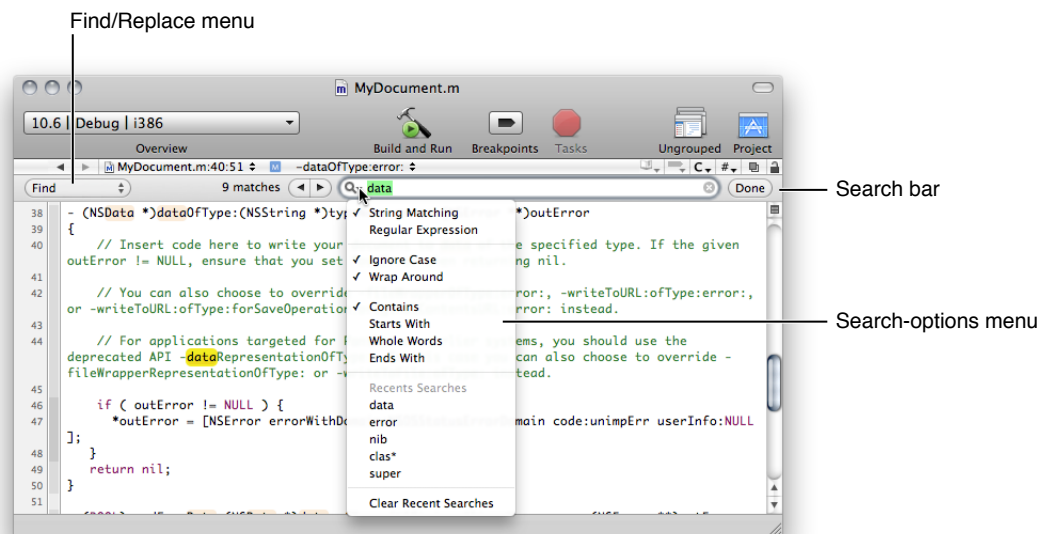 Find/Replace menu
MyDocument.m
10.6 | Debug | i386
Overview
Build and Run
Breakpoints
Tasks
Ungrouped
Project
MyDocument.m:40:51
M
-dataOfType:error:
C
#
Find
9 matches
data
Done
Search bar
38 - (NSData *)dataOfType:(NSString *)typ *)outError
39 {
40 // Insert code here to write your e specified type. If the given
outError != NULL, ensure that you set ng nil.
41
42 // You can also choose to override ror:, -writeToURL:ofType:error:,
or -writeToURL:ofType:forSaveOperation rror: instead.
43
44 // For applications targeted for ems, you should use the
deprecated API -dataRepresentationOfTy an also choose to override -
fileWrapperRepresentationOfType: or -w tead.
45
46 if ( outError != NULL ) {
47 *outError = [NSError errorWithDo main code:unimpErr userInfo:NULL
];
48 }
49 return nil;
50 }
51
✓ String Matching
Regular Expression
✓ Ignore Case
✓ Wrap Around
✓ Contains
Starts With
Whole Words
Ends With
Recents Searches
data
error
nib
clas*
super
Clear Recent Searches
Search-options menu